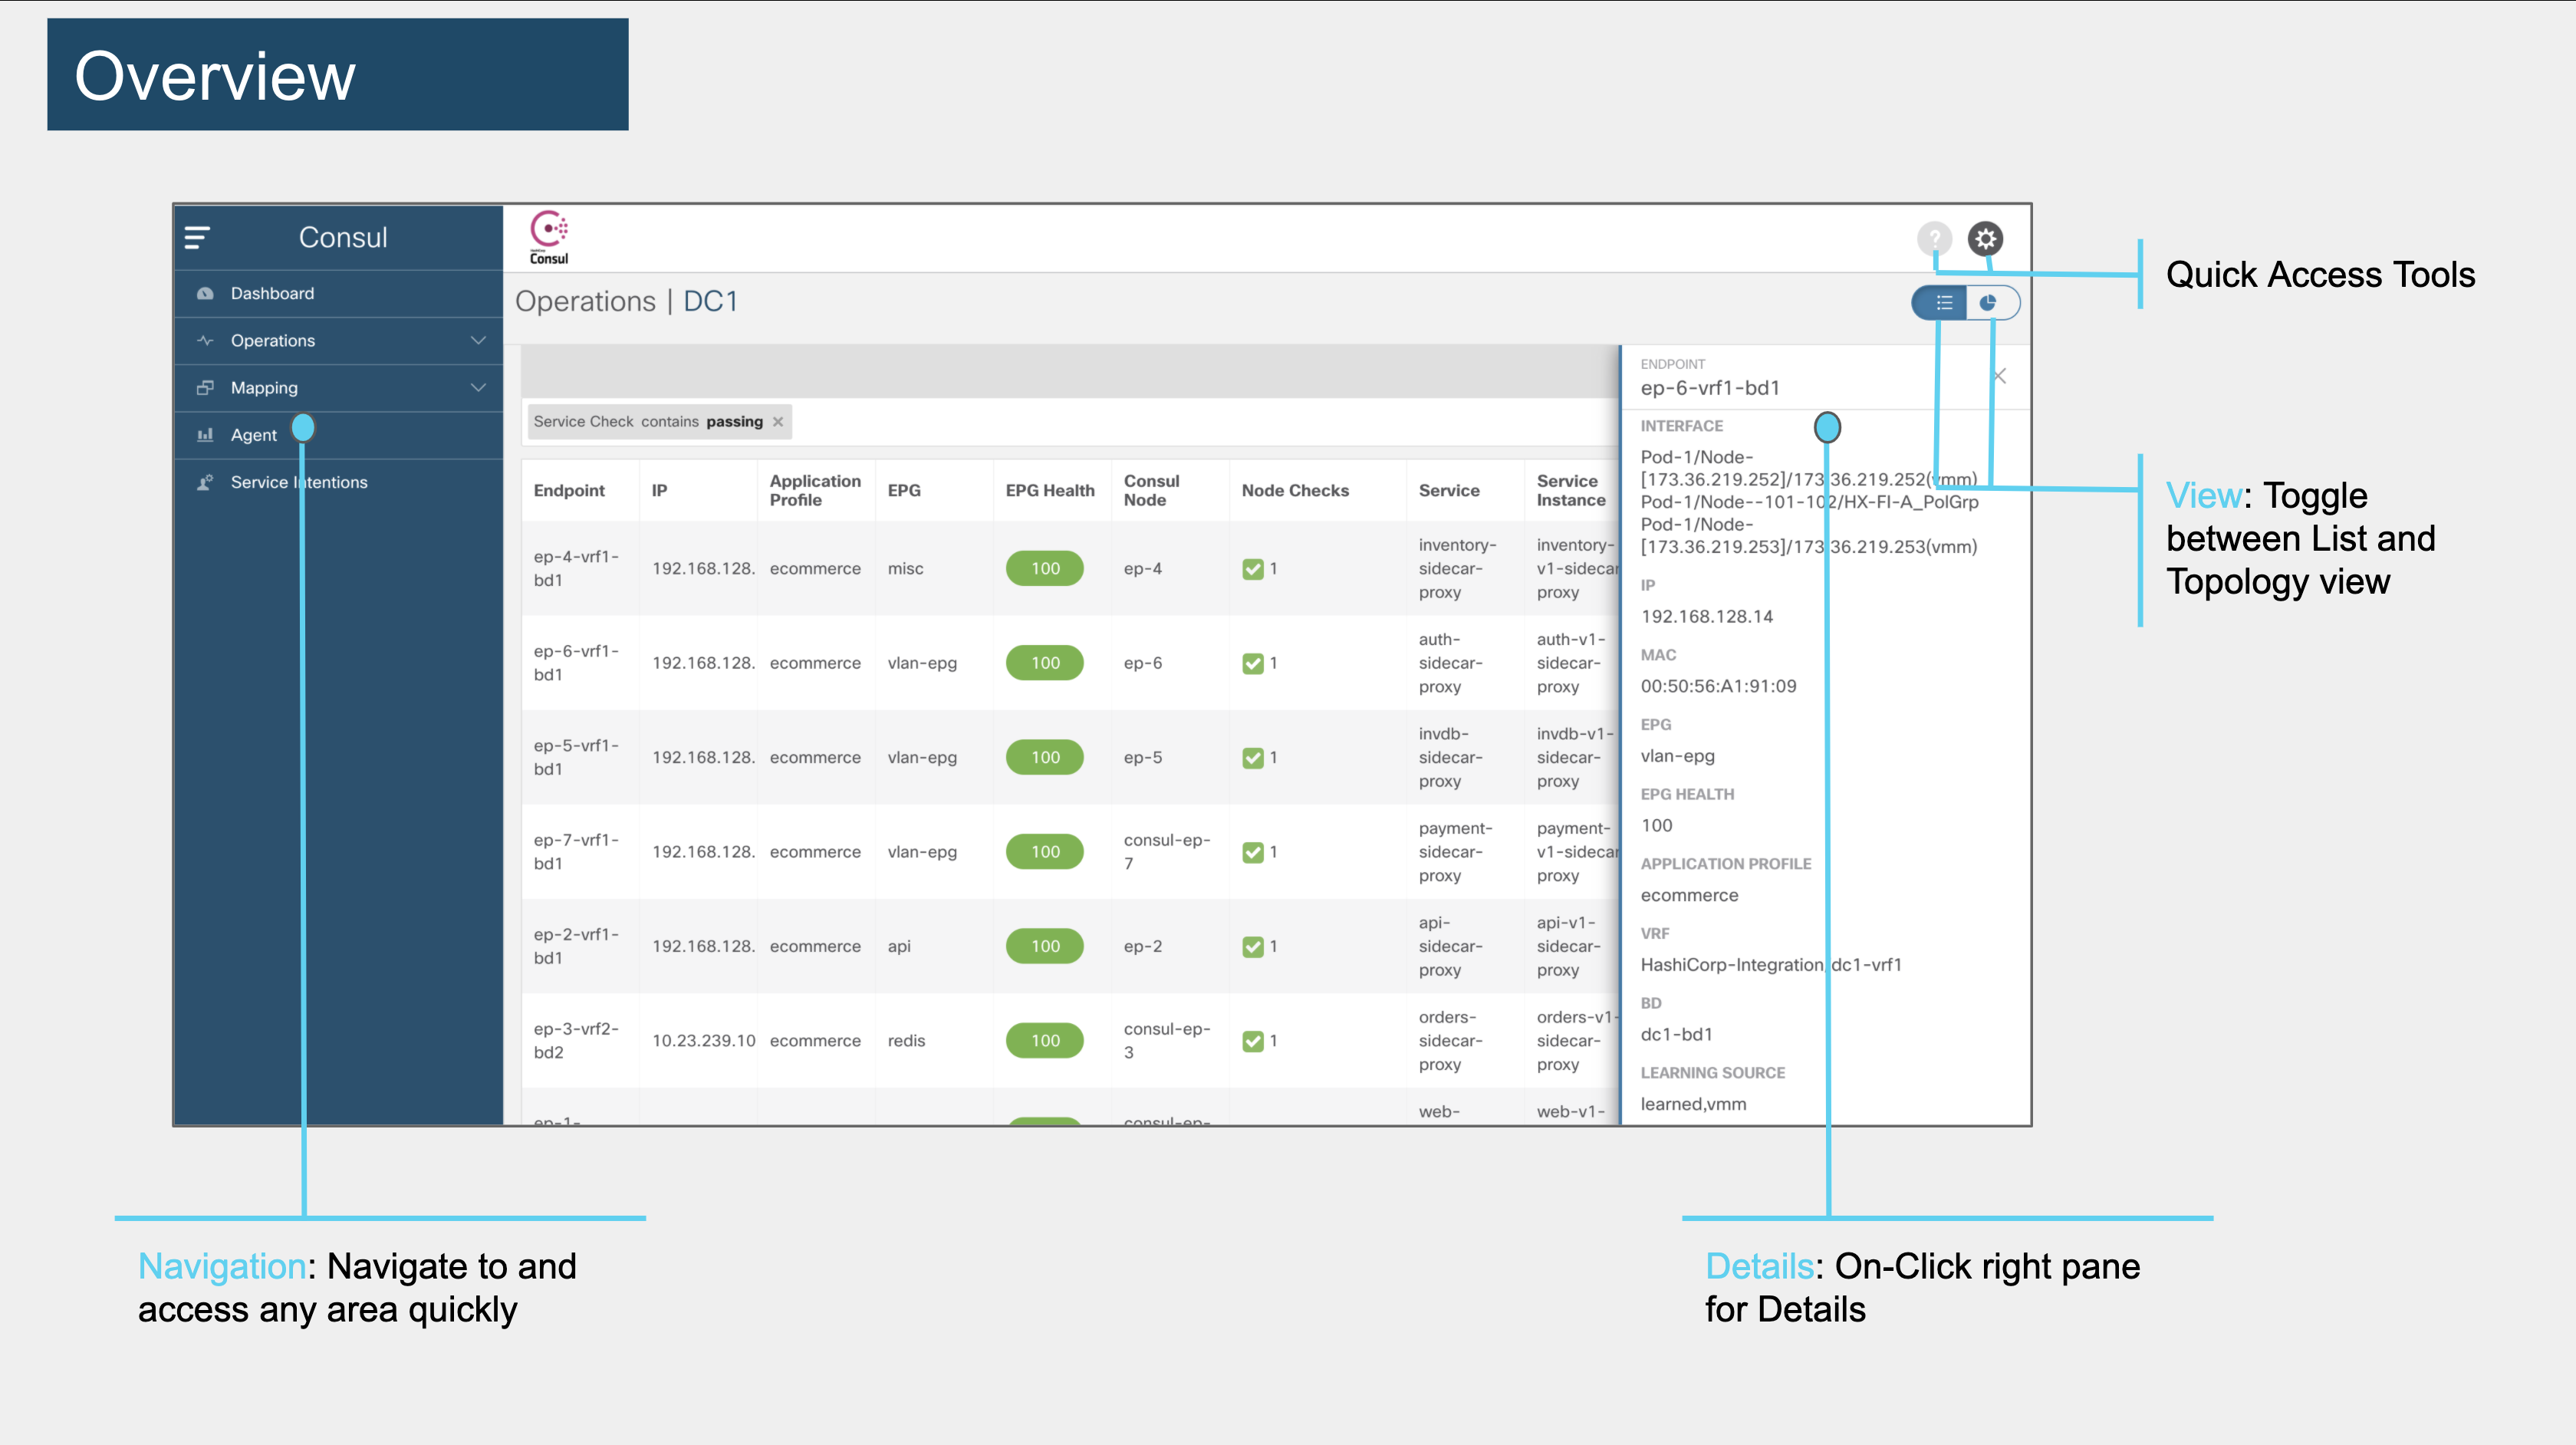 Overview
Consul
Dashboard
Operations
Mapping
Agent
Service Intentions
Consul
Operations | DC1
Service Check contains passing
Endpoint
IP
Application
Profile
EPG
EPG Health
Consul
Node
Node Checks
Service
Service
Instance
ep-4-vrf1-
bd1
192.168.128.
ecommerce
misc
100
ep-4
1
inventory-
sidecar-
proxy
inventory-
v1-sidecar
proxy
ep-6-vrf1-
bd1
192.168.128.
ecommerce
vlan-epg
100
ep-6
1
auth-
sidecar-
proxy
auth-v1-
sidecar-
proxy
ep-5-vrf1-
bd1
192.168.128.
ecommerce
vlan-epg
100
ep-5
1
invdb-
sidecar-
proxy
invdb-v1-
sidecar-
proxy
ep-7-vrf1-
bd1
192.168.128.
ecommerce
vlan-epg
100
consul-ep-
7
1
payment-
sidecar-
proxy
payment-
v1-sidecar
proxy
ep-2-vrf1-
bd1
192.168.128.
ecommerce
api
100
ep-2
1
api-
sidecar-
proxy
api-v1-
sidecar-
proxy
ep-3-vrf2-
bd2
10.23.239.10
ecommerce
redis
100
consul-ep-
3
1
orders-
sidecar-
proxy
orders-v1-
sidecar-
proxy
ep-1-
consul-ep-
web-
web-v1-
ENDPOINT
ep-6-vrf1-bd1
INTERFACE
Pod-1/Node-
[173.36.219.252]/173.36.219.252(vmm)
Pod-1/Node--101-102/HX-FI-A_PolGrp
Pod-1/Node-
[173.36.219.253]/173.36.219.253(vmm)
IP
192.168.128.14
MAC
00:50:56:A1:91:09
EPG
vlan-epg
EPG HEALTH
100
APPLICATION PROFILE
ecommerce
VRF
HashiCorp-Integration/dc1-vrf1
BD
dc1-bd1
LEARNING SOURCE
learned,vmm
Quick Access Tools
View: Toggle
between List and
Topology view
Navigation: Navigate to and
access any area quickly
Details: On-Click right pane
for Details